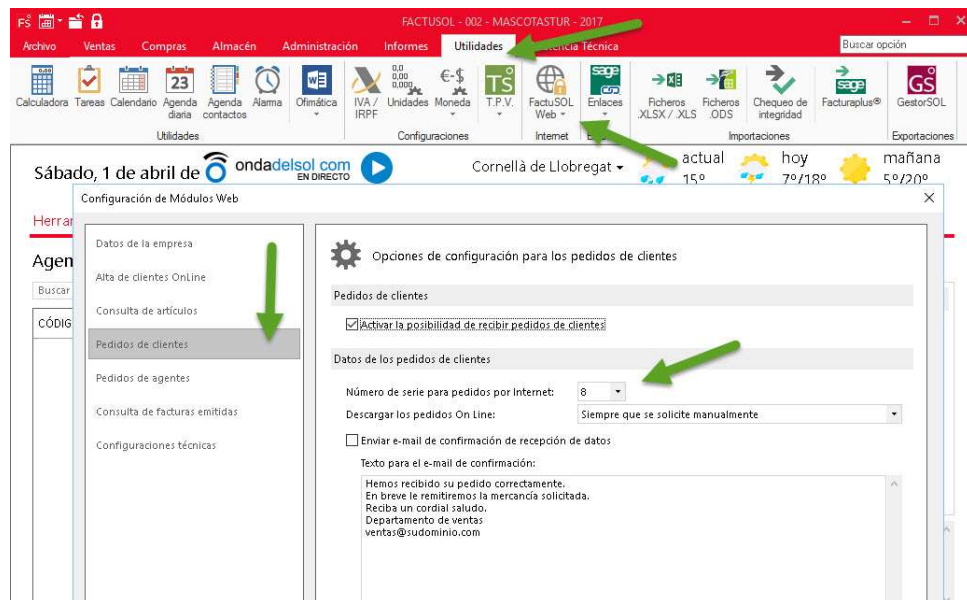 FS
FACTUSOL - 002 - MASCOTASTUR - 2017
Archivo Ventas Compras Almacén Administración Informes Utilidades Técnica
Buscar opción
Calculadora Tareas Calendario Agenda diaria Agenda contactos Alarma Ofimática IVA / IRPF Unidades Moneda T.P.V. FactuSOL Web Enlaces Ficheros .XLSX / .XLS Ficheros .ODS Chequeo de integridad Facturaplus® GestorSOL
Utilidades Configuraciones Internet Importaciones Exportaciones
Sábado, 1 de abril de
ondadelsol com
EN DIRECTO
Cornellà de Llobregat
actual
15º
hoy
7º/18º
mañana
5º/20º
Configuración de Módulos Web
Herrar
Agen
Buscar
CÓDIG
Datos de la empresa
Alta de clientes OnLine
Consulta de artículos
Pedidos de clientes
Pedidos de agentes
Consulta de facturas emitidas
Configuraciones técnicas
Opciones de configuración para los pedidos de clientes
Pedidos de clientes
Activar la posibilidad de recibir pedidos de clientes
Datos de los pedidos de clientes
Número de serie para pedidos por Internet: 8
Descargar los pedidos On Line: Siempre que se solicite manualmente
Enviar e-mail de confirmación de recepción de datos
Texto para el e-mail de confirmación:
Hemos recibido su pedido correctamente.
En breve le remitiremos la mercancía solicitada.
Reciba un cordial saludo.
Departamento de ventas
ventas@sudominio.com